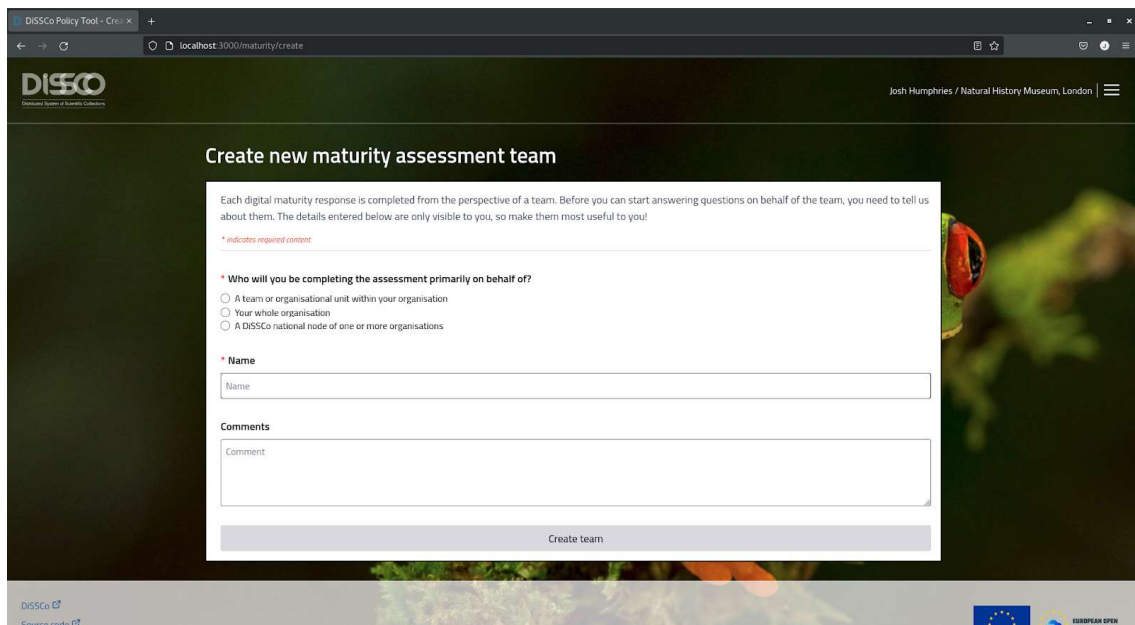 DiSSCo Policy Tool - Crea
localhost:3000/maturity/create
DiSSCo
Distributed System of Scientific Collections
Josh Humphries / Natural History Museum, London
Create new maturity assessment team
Each digital maturity response is completed from the perspective of a team. Before you can start answering questions on behalf of the team, you need to tell us
about them. The details entered below are only visible to you, so make them most useful to you!
* indicates required content
* Who will you be completing the assessment primarily on behalf of?
A team or organisational unit within your organisation
Your whole organisation
A DiSSCo national node of one or more organisations
* Name
Name
Comments
Comment
Create team
DiSSCo
Source code
EUROPEAN OPEN